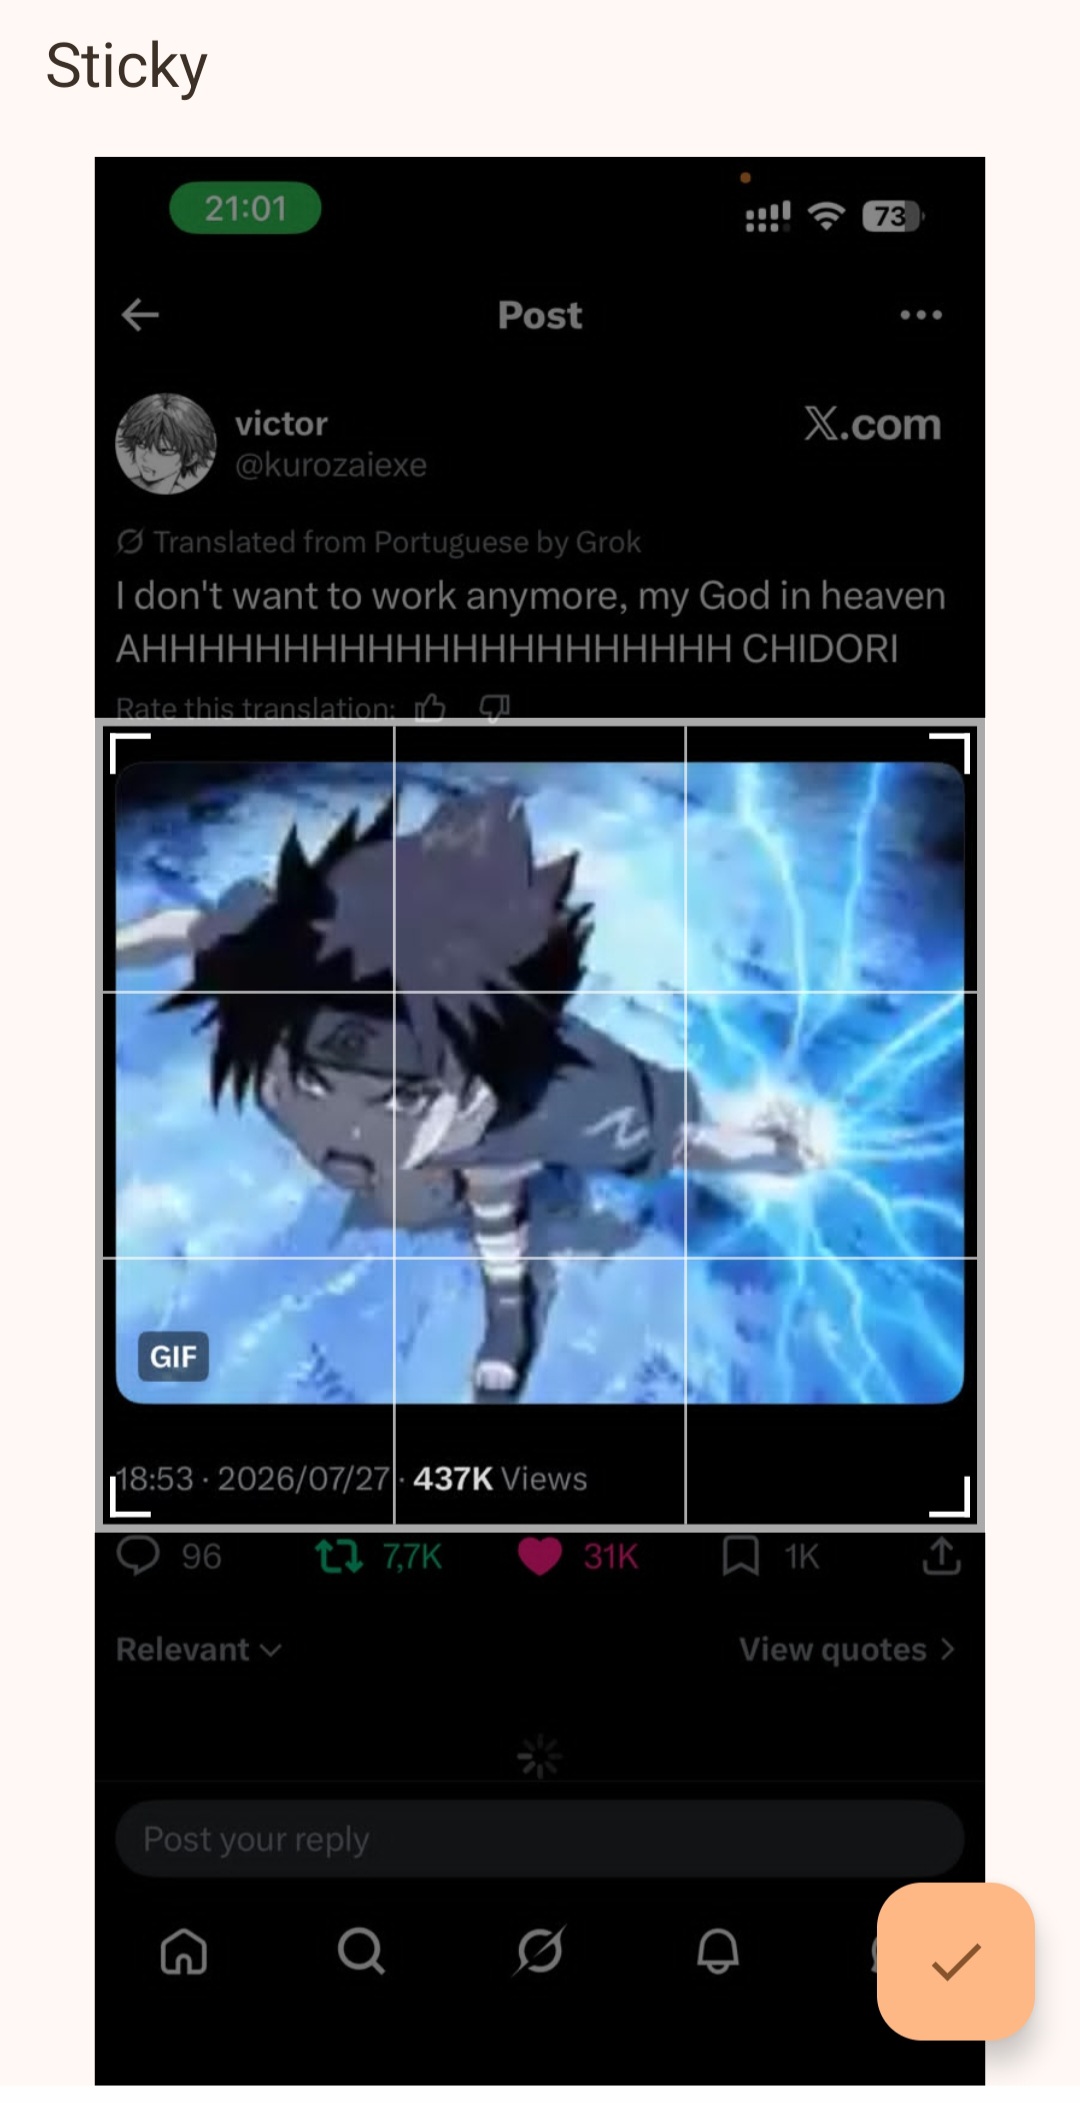 Sticky
21:01
73
Post
victor
X.com
@kurozaiexe
Translated from Portuguese by Grok
I don't want to work anymore, my God in heaven
AHHHHHHHHHHHHHHHHHHHHH CHIDORI
Rate this translation:
GIF
18:53 · 2026/07/27 · 437K Views
96 7,7K 31K 1K
Relevant
View quotes
Post your reply